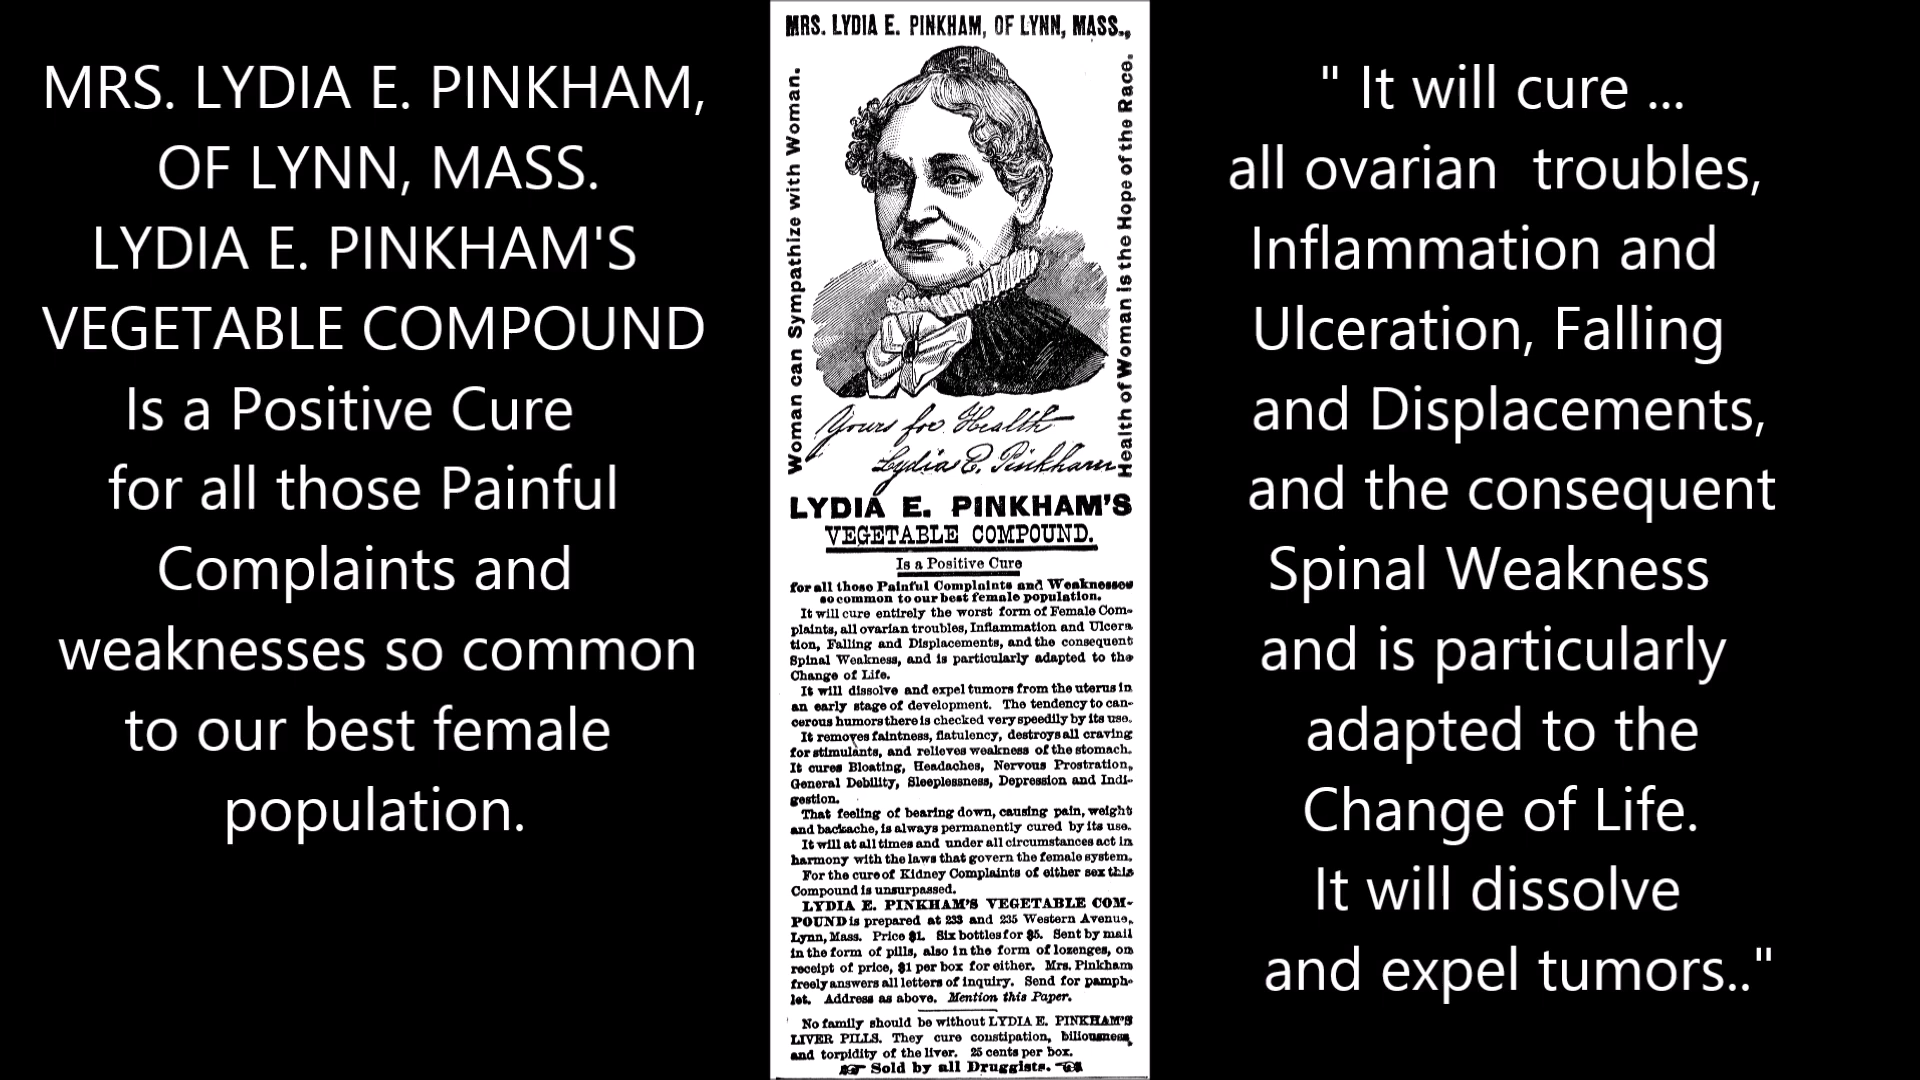 MRS. LYDIA E. PINKHAM,
OF LYNN, MASS.
LYDIA E. PINKHAM'S
VEGETABLE COMPOUND
Is a Positive Cure
for all those Painful
Complaints and
weaknesses so common
to our best female
population.
MRS. LYDIA E. PINKHAM, OF LYNN, MASS.,
Woman can Sympathize with Woman.
Health of Woman is the Hope of the Race.
Yours for Health
Lydia E. Pinkham
LYDIA E. PINKHAM'S
VEGETABLE COMPOUND.
Is a Positive Cure
for all those Painful Complaints and Weaknesses
so common to our best female population.
It will cure entirely the worst form of Female Com-
plaints, all ovarian troubles, Inflammation and Ulcera
tion, Falling and Displacements, and the consequent
Spinal Weakness, and is particularly adapted to the
Change of Life.
It will dissolve and expel tumors from the uterus in
an early stage of development. The tendency to can-
cerous humors there is checked very speedily by its use.
It removes faintness, flatulency, destroys all craving
for stimulants, and relieves weakness of the stomach.
It cures Bloating, Headaches, Nervous Prostration,
General Debility, Sleeplessness, Depression and Indi-
gestion.
That feeling of bearing down, causing pain, weight
and backache, is always permanently cured by its use.
It will at all times and under all circumstances act in
harmony with the laws that govern the female system.
For the cure of Kidney Complaints of either sex this
Compound is unsurpassed.
LYDIA E. PINKHAM'S VEGETABLE COM-
POUND is prepared at 233 and 235 Western Avenue,
Lynn, Mass. Price $1. Six bottles for $5. Sent by mail
in the form of pills, also in the form of lozenges, on
receipt of price, $1 per box for either. Mrs. Pinkham
freely answers all letters of inquiry. Send for pamph-
let. Address as above. Mention this Paper.
No family should be without LYDIA E. PINKHAM'S
LIVER PILLS. They cure constipation, biliousness,
and torpidity of the liver. 25 cents per box.
Sold by all Druggists.
" It will cure ...
all ovarian troubles,
Inflammation and
Ulceration, Falling
and Displacements,
and the consequent
Spinal Weakness
and is particularly
adapted to the
Change of Life.
It will dissolve
and expel tumors.."